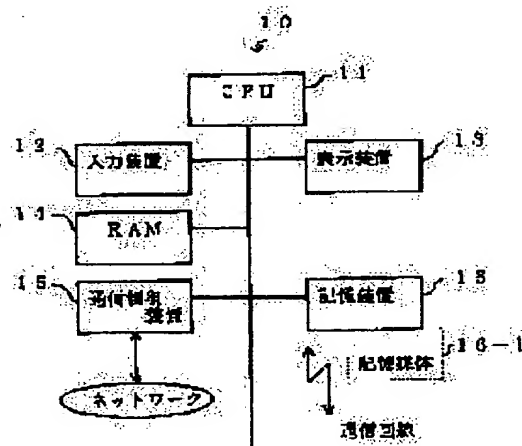 10
11
CPU
12
入力装置
13
表示装置
14
RAM
15
通信制御
装置
記憶装置
記憶媒体
16-1
ネットワーク
通信回線